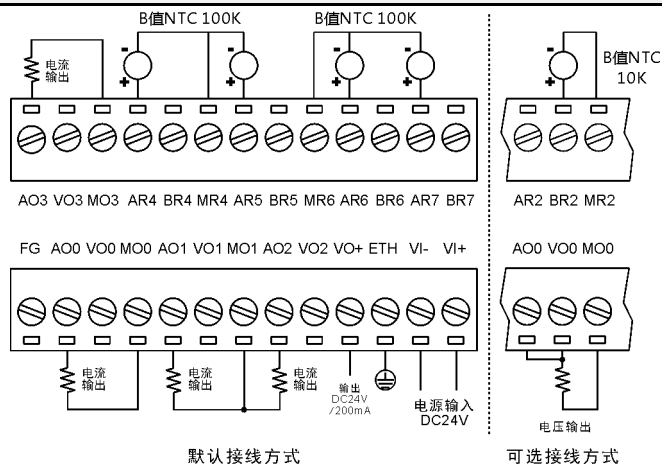 B值NTC 100K
B值NTC 100K
- - - -
+ + + +
电流
输出
AO3 VO3 MO3 AR4 BR4 MR4 AR5 BR5 MR6 AR6 BR6 AR7 BR7
FG AO0 VO0 MO0 AO1 VO1 MO1 AO2 VO2 VO+ ETH VI- VI+
电流
输出
电流
输出
电流
输出
输出
DC24V
/200mA
电源输入
DC24V
默认接线方式
-
+
B值NTC
10K
AR2 BR2 MR2
AO0 VO0 MO0
电压输出
可选接线方式